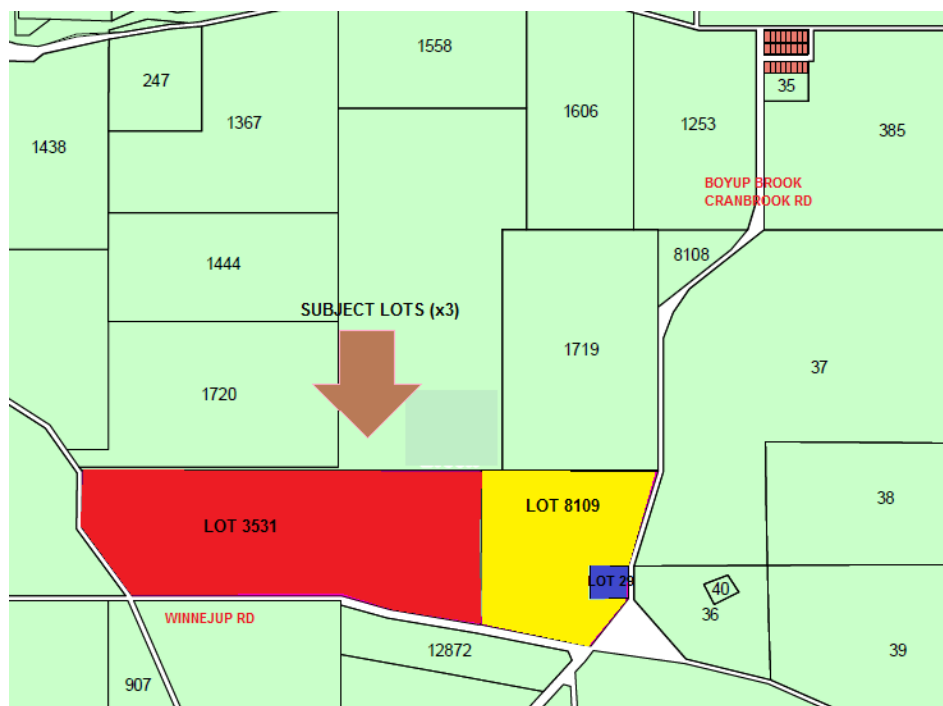 1558
247
1606
1367
35
1253
385
1438
BOYUP BROOK
CRANBROOK RD
8108
1444
SUBJECT LOTS (x3)
1719
37
1720
38
LOT 8109
LOT 3531
LOT 29
40
36
WINNEJUP RD
12872
39
907